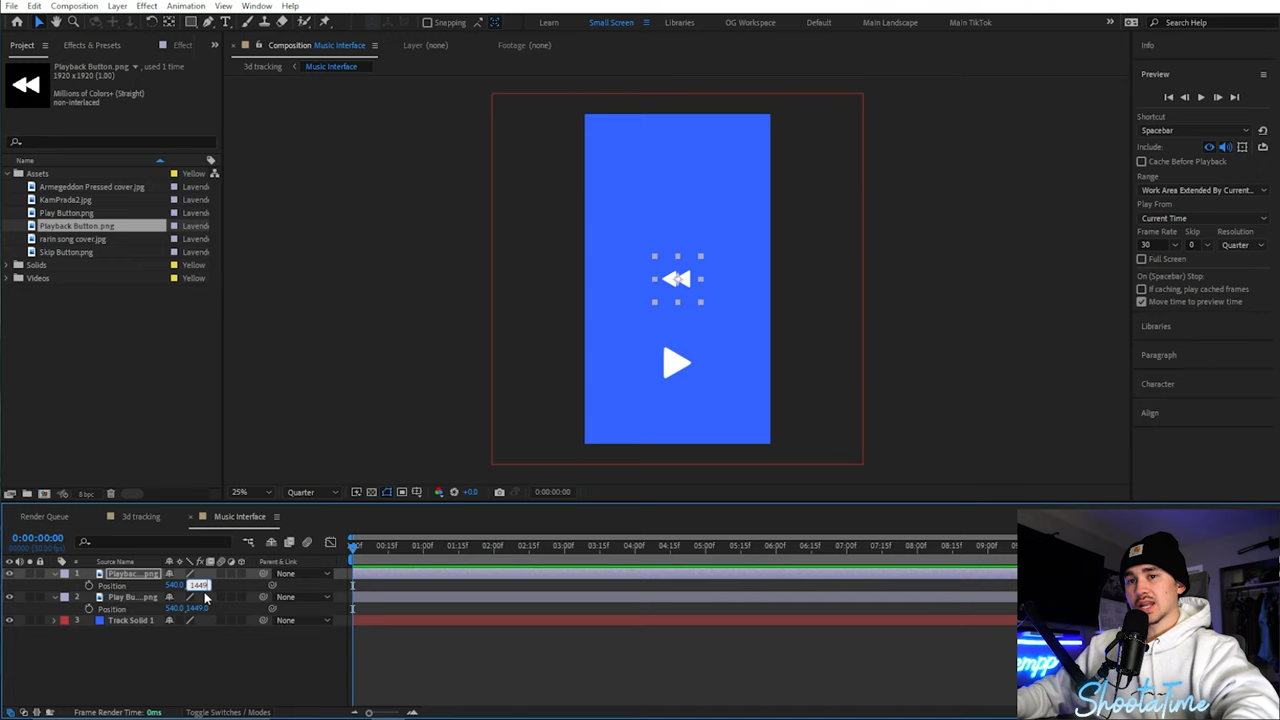 File Edit Composition Layer Effect Animation View Window Help
Snapping
Learn Small Screen Libraries OG Workspace Default Main Landscape Main TikTok
Search Help
Project Effects & Presets Effect
Composition Music Interface Layer (none) Footage (none)
Info
3d tracking Music Interface
Playback Button.png , used 1 time
1920 x1920 (1.00)
Millions of Colors+ (Straight)
non-interlaced
Preview
Shortcut
Spacebar
Include:
Cache Before Playback
Range
Work Area Extended By Current...
Play From
Current Time
Frame Rate Skip Resolution
30 0 Quarter
Full Screen
On (Spacebar) Stop:
If caching, play cached frames
Move time to preview time
Libraries
Paragraph
Character
Align
Name
Assets Yellow
Armegeddon Pressed cover.jpg Lavend
KamPrada2.jpg Lavend
Play Button.png Lavend
Playback Button.png Lavend
rarin song cover.jpg Lavend
Skip Button.png Lavend
Solids Yellow
Videos Yellow
8 bpc
25% Quarter +0.0 0:00:00:00
Render Queue 3d tracking Music Interface
0:00:00:00
00000 (30.00 fps)
00f 00:15f 01:00f 01:15f 02:00f 02:15f 03:00f 03:15f 04:00f 04:15f 05:00f 05:15f 06:00f 06:15f 07:00f 07:15f 08:00f 08:15f 09:00f 09
# Source Name Parent & Link
1 Playbac...png None
Position 540.0 1449
2 Play Bu....png None
Position 540.0,1449.0
3 Track Solid 1 None
Frame Render Time: 0ms Toggle Switches / Modes
empp
ShootaTime